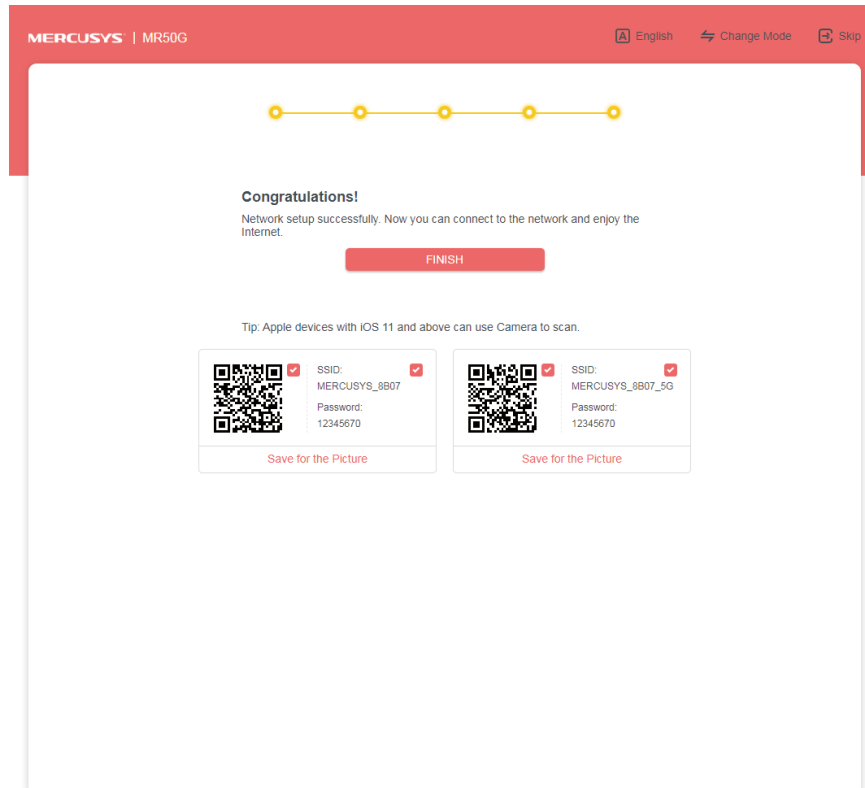 MERCUSYS | MR50G
English
Change Mode
Skip
Congratulations!
Network setup successfully. Now you can connect to the network and enjoy the
Internet.
FINISH
Tip: Apple devices with iOS 11 and above can use Camera to scan.
SSID:
MERCUSYS_8B07
Password:
12345670
Save for the Picture
SSID:
MERCUSYS_8B07_5G
Password:
12345670
Save for the Picture